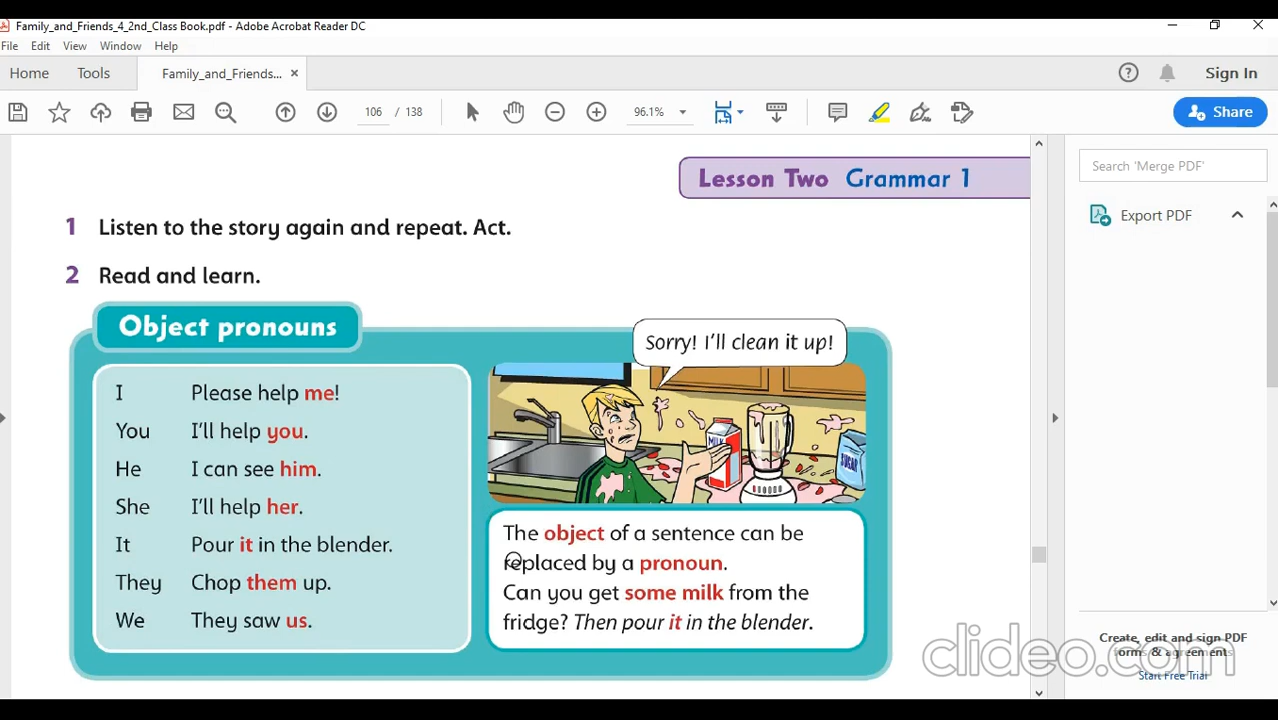 Family_and_Friends_4_2nd_Class Book.pdf - Adobe Acrobat Reader DC
File Edit View Window Help
Home Tools Family_and_Friends... × Sign In
106 / 138 96.1% Share
Lesson Two Grammar 1
Search 'Merge PDF'
Export PDF
1 Listen to the story again and repeat. Act.
2 Read and learn.
Object pronouns
Sorry! I'll clean it up!
I Please help me!
You I'll help you.
He I can see him.
She I'll help her.
It Pour it in the blender.
They Chop them up.
We They saw us.
MILK
SUGAR
The object of a sentence can be
replaced by a pronoun.
Can you get some milk from the
fridge? Then pour it in the blender.
Create, edit and sign PDF
forms & agreements
Start Free Trial
clideo.com